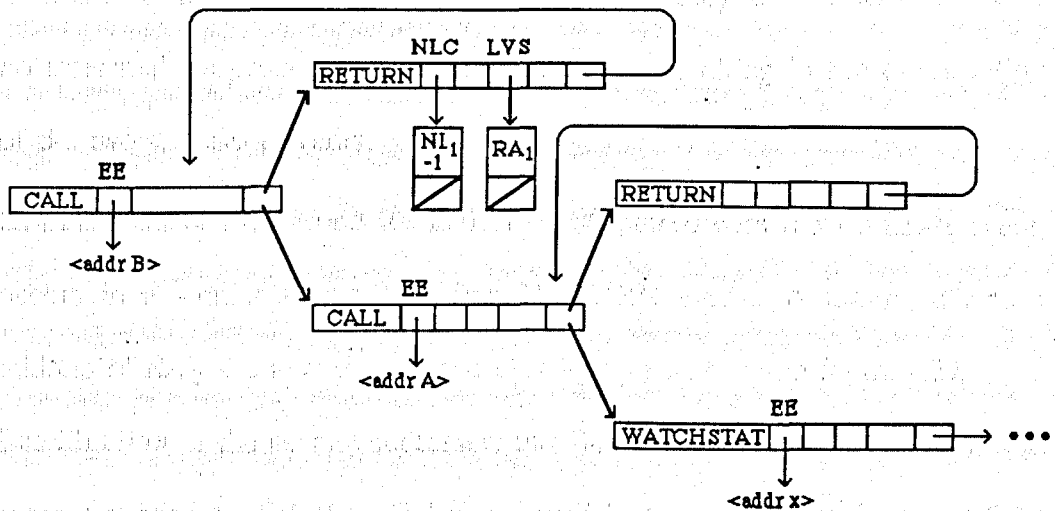 NLC LVS
RETURN
NI1
-1
RA1
EE
CALL
RETURN
<addr B>
EE
CALL
<addr A>
EE
WATCHSTAT
<addr x>